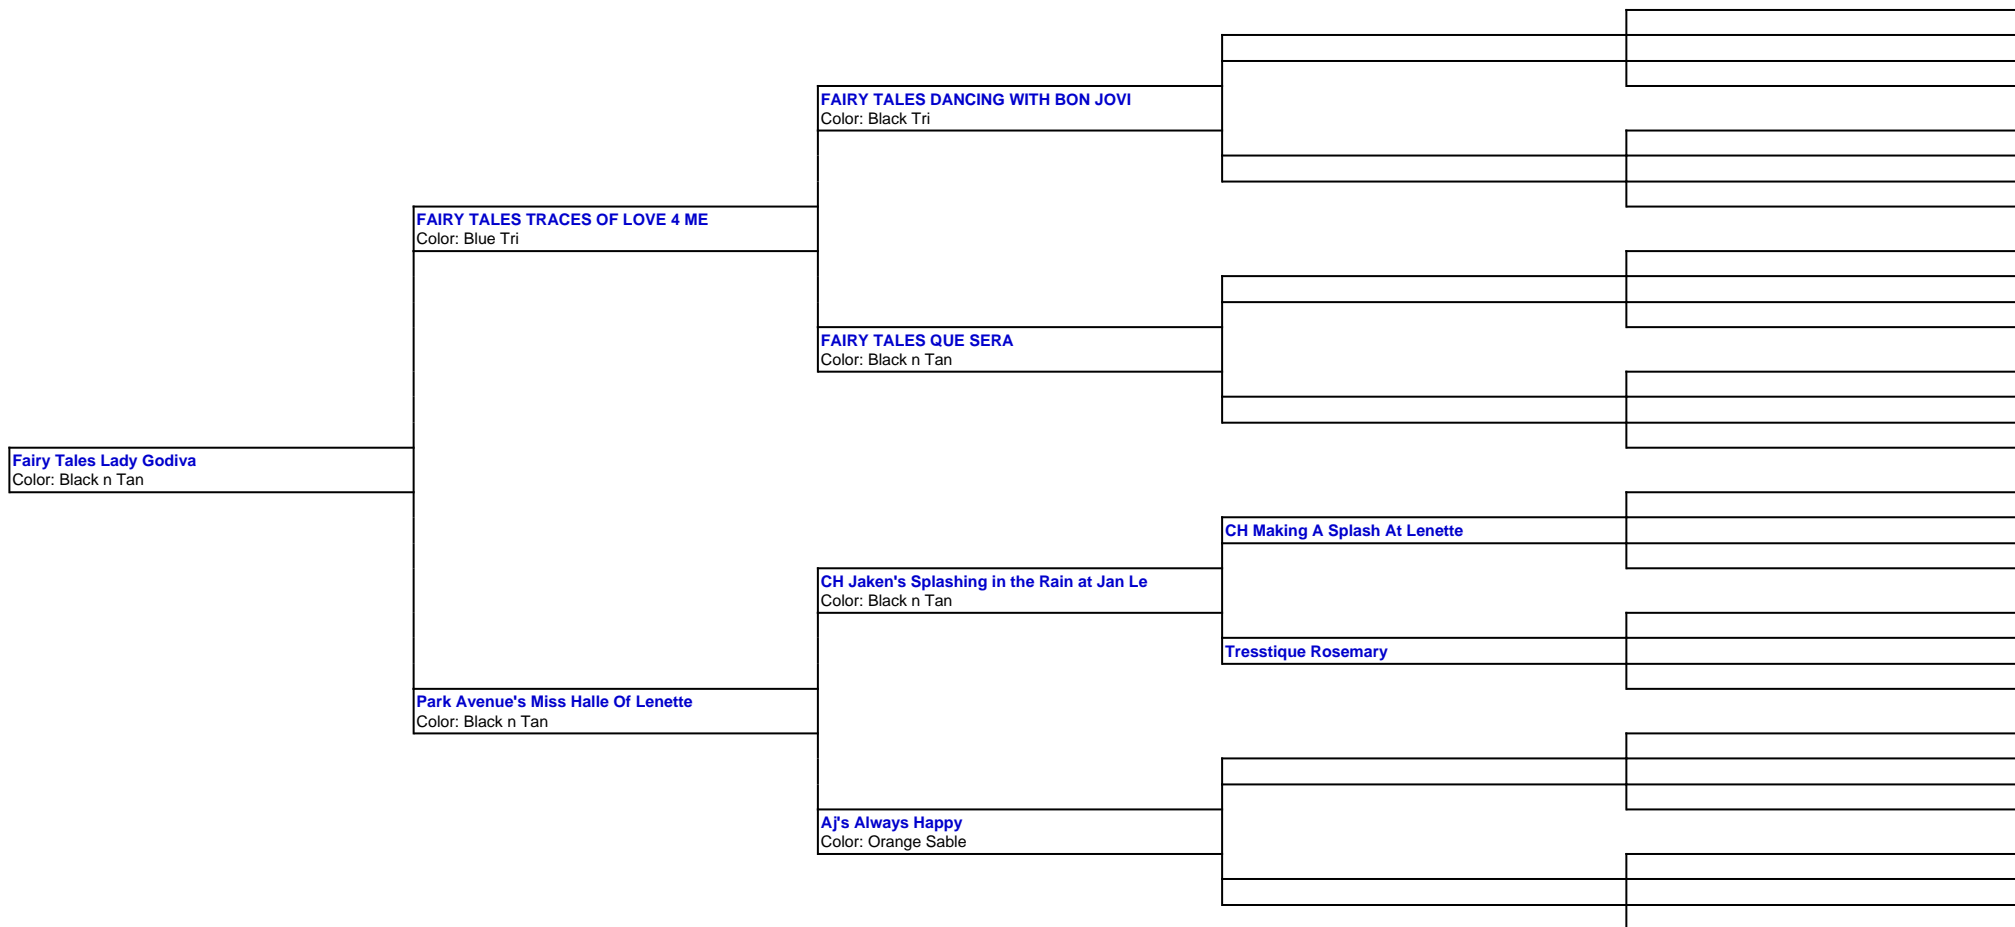 FAIRY TALES DANCING WITH BON JOVI
Color: Black Tri
FAIRY TALES TRACES OF LOVE 4 ME
Color: Blue Tri
FAIRY TALES QUE SERA
Color: Black n Tan
Fairy Tales Lady Godiva
Color: Black n Tan
CH Making A Splash At Lenette
CH Jaken's Splashing in the Rain at Jan Le
Color: Black n Tan
Tresstique Rosemary
Park Avenue's Miss Halle Of Lenette
Color: Black n Tan
Aj's Always Happy
Color: Orange Sable